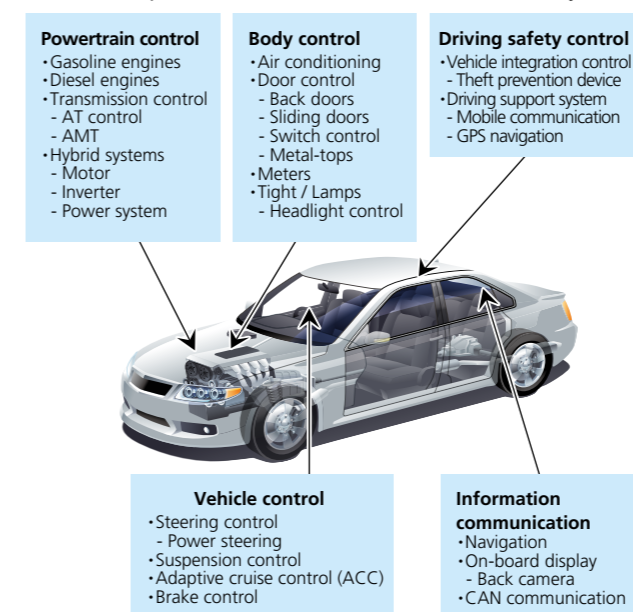 Powertrain control
・Gasoline engines
・Diesel engines
・Transmission control
- AT control
- AMT
・Hybrid systems
- Motor
- Inverter
- Power system
Body control
・Air conditioning
・Door control
- Back doors
- Sliding doors
- Switch control
- Metal-tops
・Meters
・Tight / Lamps
- Headlight control
Driving safety control
・Vehicle integration control
- Theft prevention device
・Driving support system
- Mobile communication
- GPS navigation
Vehicle control
・Steering control
- Power steering
・Suspension control
・Adaptive cruise control (ACC)
・Brake control
Information
communication
・Navigation
・On-board display
- Back camera
・CAN communication